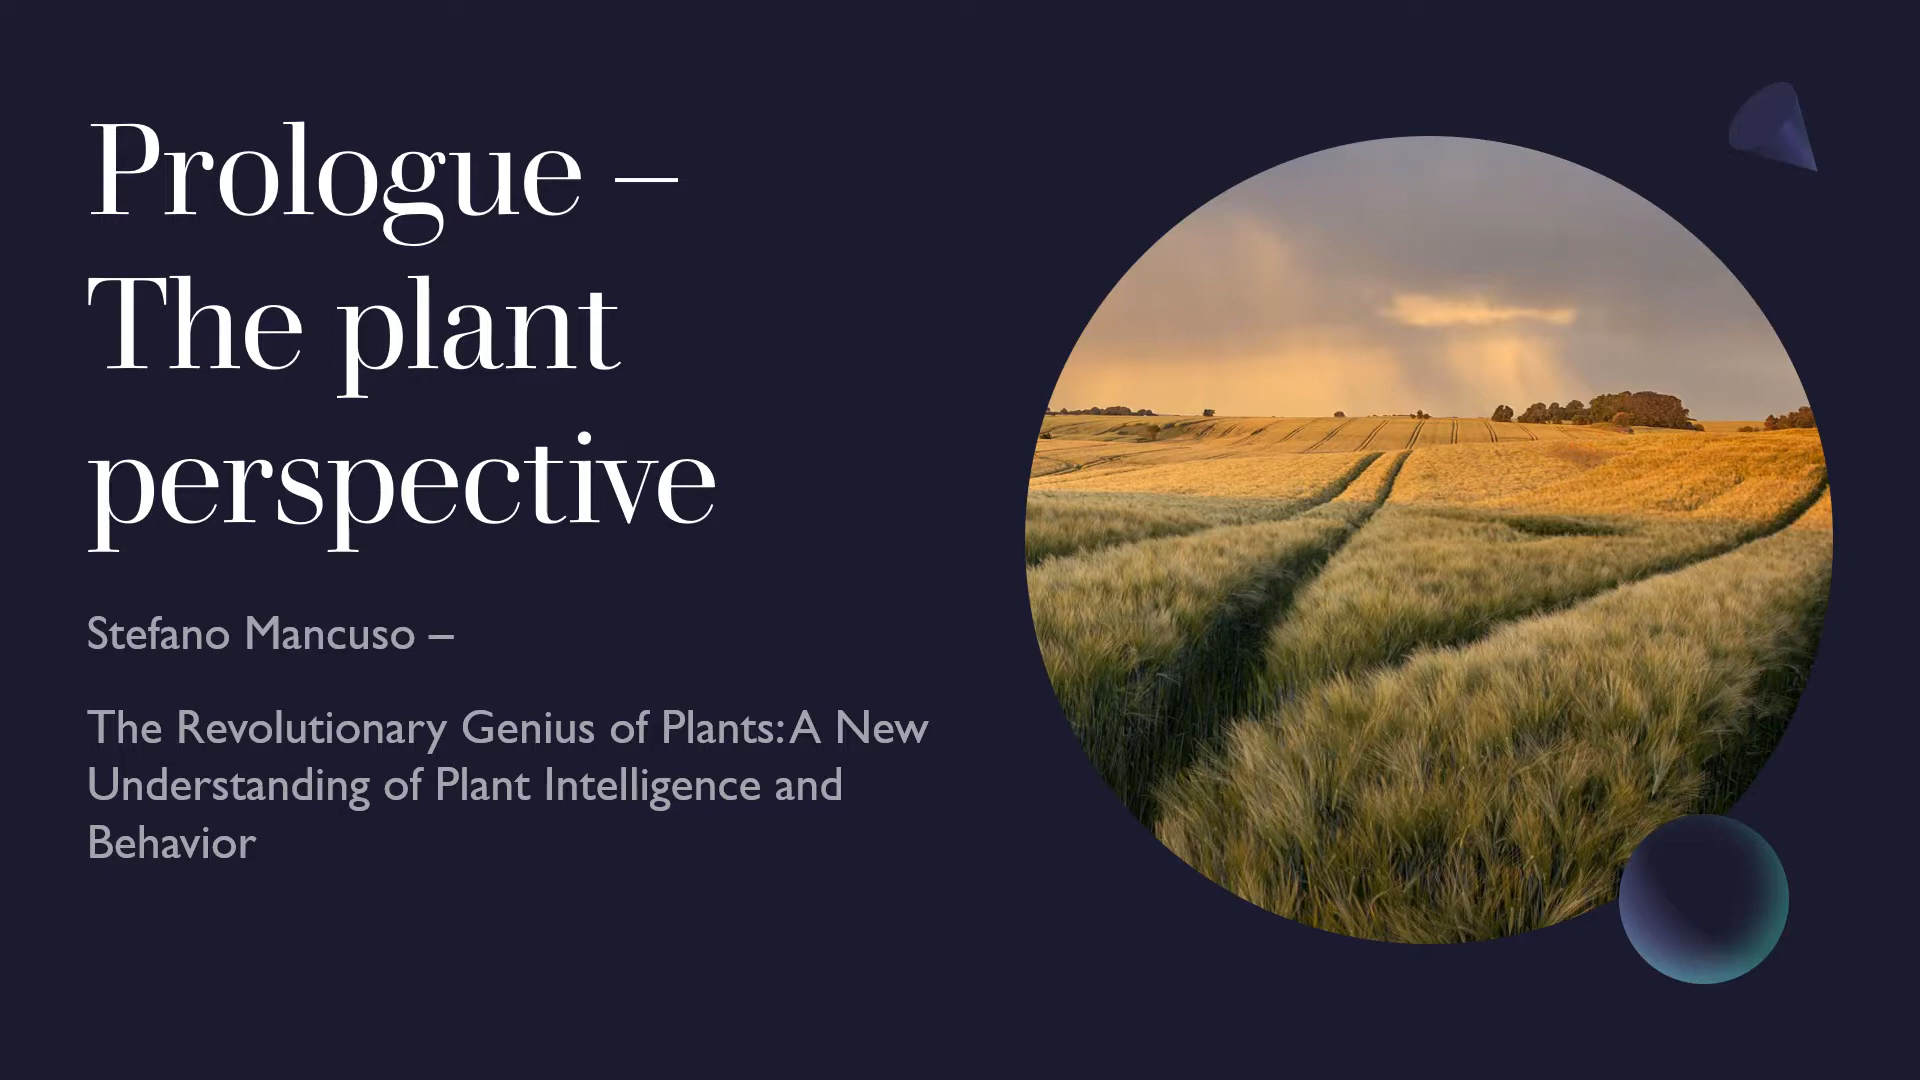 Prologue –
The plant
perspective
Stefano Mancuso –
The Revolutionary Genius of Plants: A New
Understanding of Plant Intelligence and
Behavior